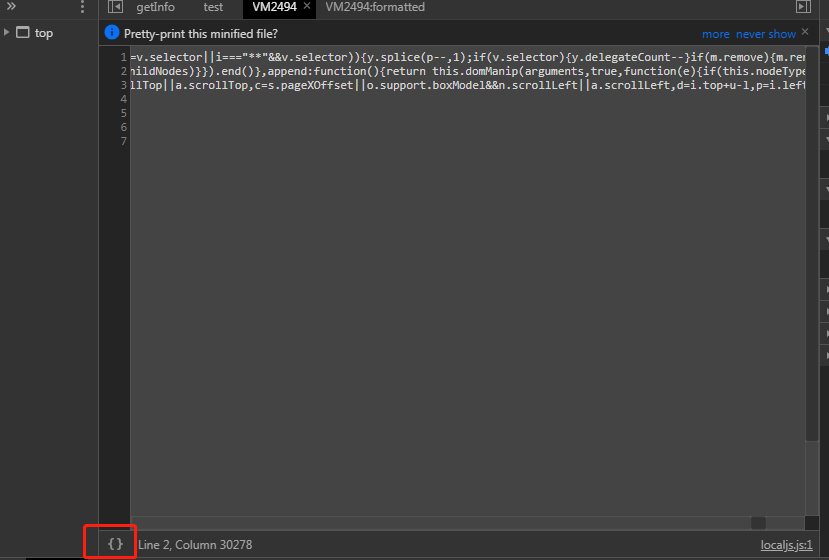 » ⋮ getInfo test VM2494 × VM2494:formatted
top
Pretty-print this minified file? more never show ×
1 =v.selector||i==="**"&&v.selector)){y.splice(p--,1);if(v.selector){y.delegateCount--}if(m.remove){m.rem
2 hildNodes)}}).end()},append:function(){return this.domManip(arguments,true,function(e){if(this.nodeType
3 llTop||a.scrollTop,c=s.pageXOffset||o.support.boxModel&&n.scrollLeft||a.scrollLeft,d=i.top+u-l,p=i.left
4
5
6
7
{} Line 2, Column 30278 localjs.js:1